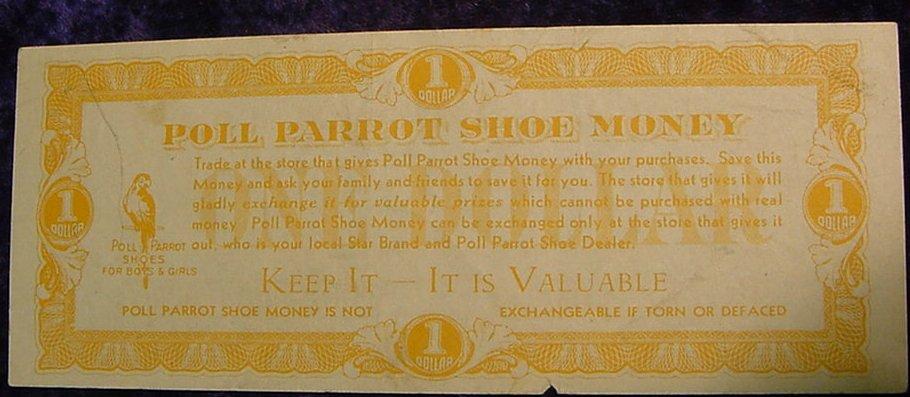 1
DOLLAR
POLL PARROT SHOE MONEY
Trade at the store that gives Poll Parrot Shoe Money with your purchases. Save this
Money and ask your family and friends to save it for you. The store that gives it will
gladly exchange it for valuable prizes which cannot be purchased with real
money. Poll Parrot Shoe Money can be exchanged only at the store that gives it
out, who is your local Star Brand and Poll Parrot Shoe Dealer.
1
DOLLAR
1
DOLLAR
POLL PARROT
SHOES
FOR BOYS & GIRLS
KEEP IT — IT IS VALUABLE
POLL PARROT SHOE MONEY IS NOT EXCHANGEABLE IF TORN OR DEFACED
1
DOLLAR